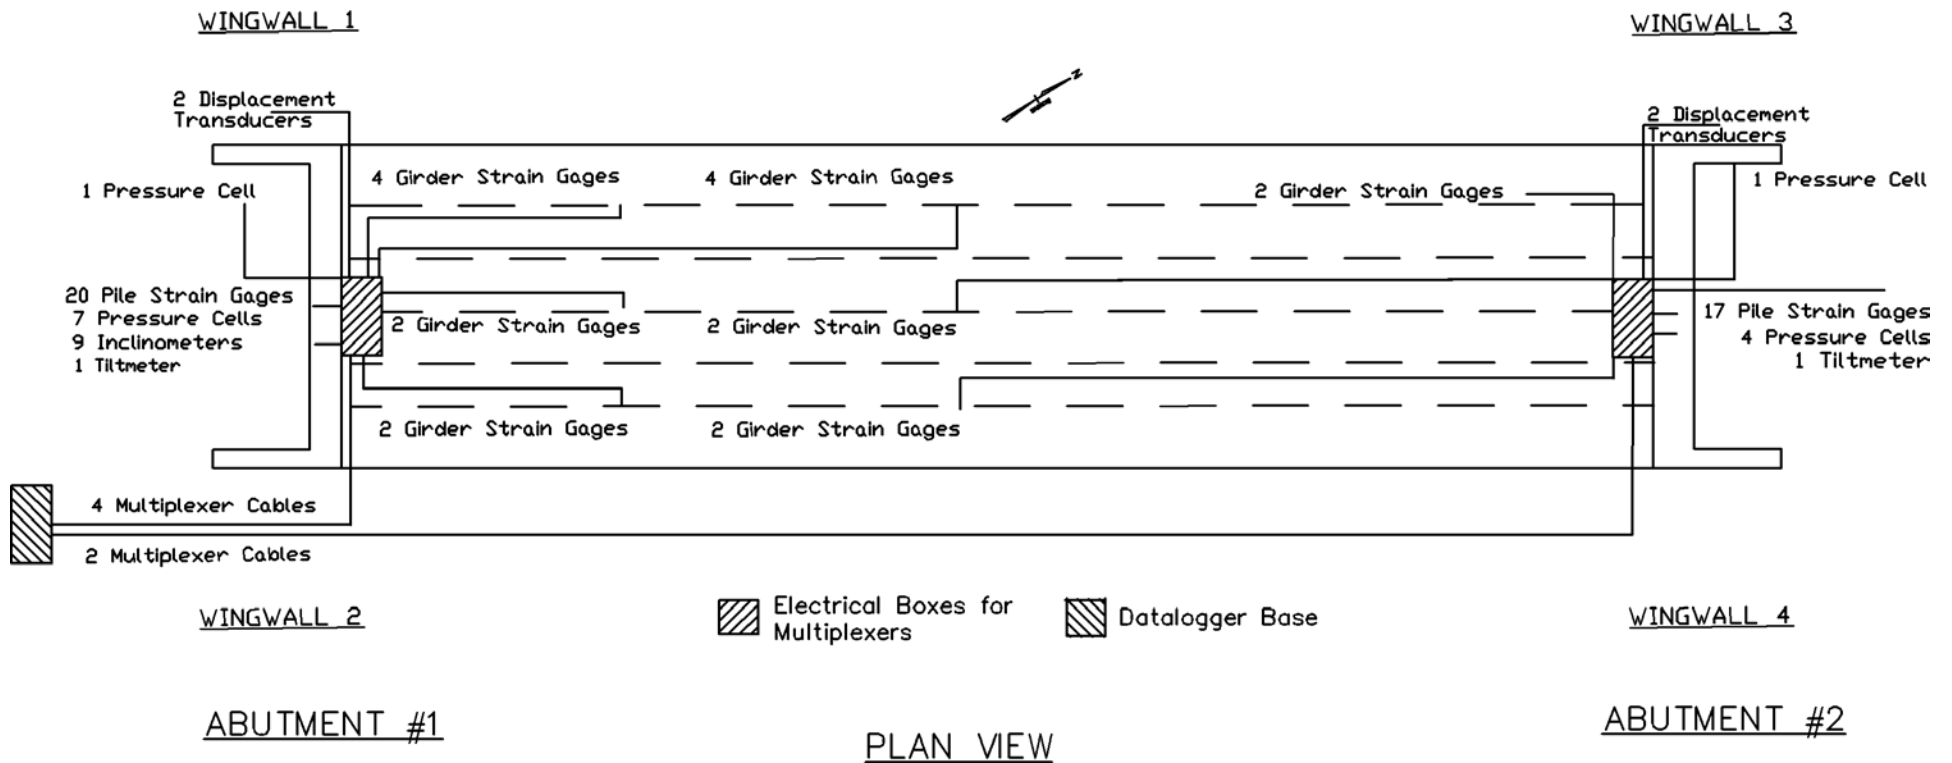 WINGWALL 1
WINGWALL 3
N
2 Displacement
Transducers
2 Displacement
Transducers
1 Pressure Cell
4 Girder Strain Gages
4 Girder Strain Gages
2 Girder Strain Gages
1 Pressure Cell
20 Pile Strain Gages
7 Pressure Cells
9 Inclinometers
1 Tiltmeter
2 Girder Strain Gages
2 Girder Strain Gages
17 Pile Strain Gages
4 Pressure Cells
1 Tiltmeter
2 Girder Strain Gages
2 Girder Strain Gages
4 Multiplexer Cables
2 Multiplexer Cables
WINGWALL 2
Electrical Boxes for
Multiplexers
Datalogger Base
WINGWALL 4
ABUTMENT #1
PLAN VIEW
ABUTMENT #2